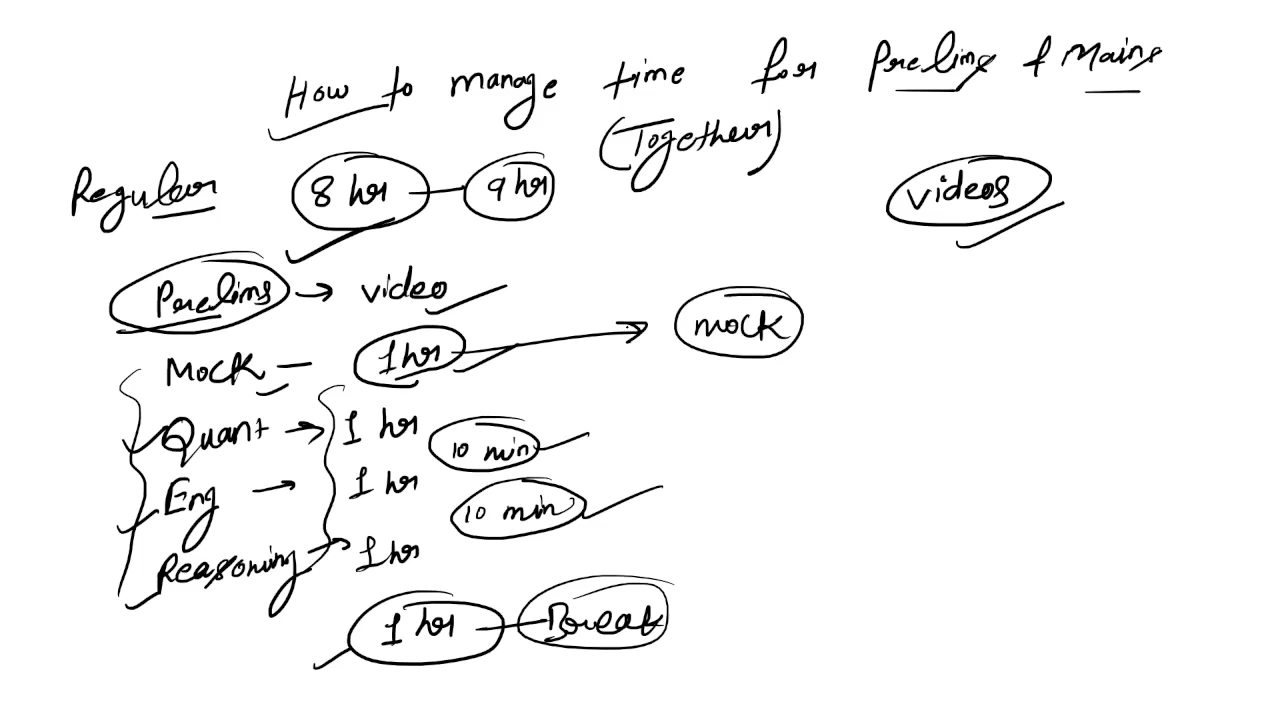 How to manage time for Prelims & Mains
(Together)
Regular 8 hr - 9 hr
videos
Prelims → video
Mock - 1 hr → mock
Quant → 1 hr 10 min
Eng → 1 hr 10 min
Reasoning → 1 hr
1 hr - Break